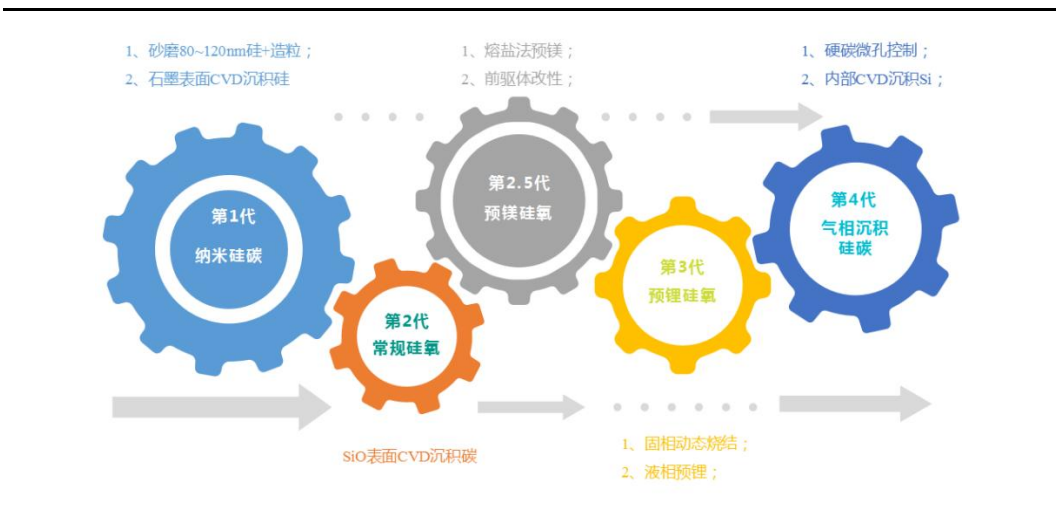 1、砂磨80~120nm硅+造粒；
2、石墨表面CVD沉积硅
1、熔盐法预镁；
2、前驱体改性；
1、硬碳微孔控制；
2、内部CVD沉积Si；
第1代
纳米硅碳
第2代
常规硅氧
第2.5代
预镁硅氧
第3代
预锂硅氧
第4代
气相沉积
硅碳
SiO表面CVD沉积碳
1、固相动态烧结；
2、液相预锂；